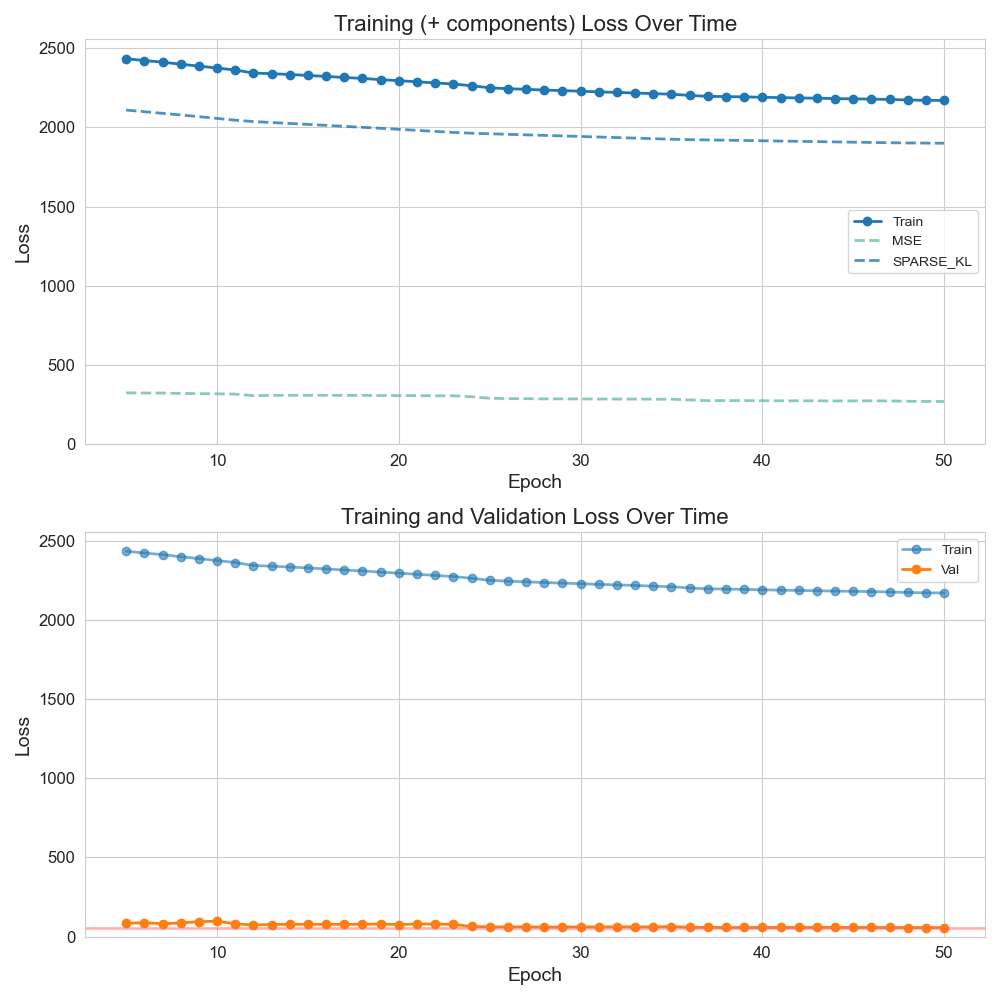 Training (+ components) Loss Over Time
2500
2000
1500
1000
500
0
Loss
Train
MSE
SPARSE_KL
10 20 30 40 50
Epoch
Training and Validation Loss Over Time
2500
2000
1500
1000
500
0
Loss
Train
Val
10 20 30 40 50
Epoch